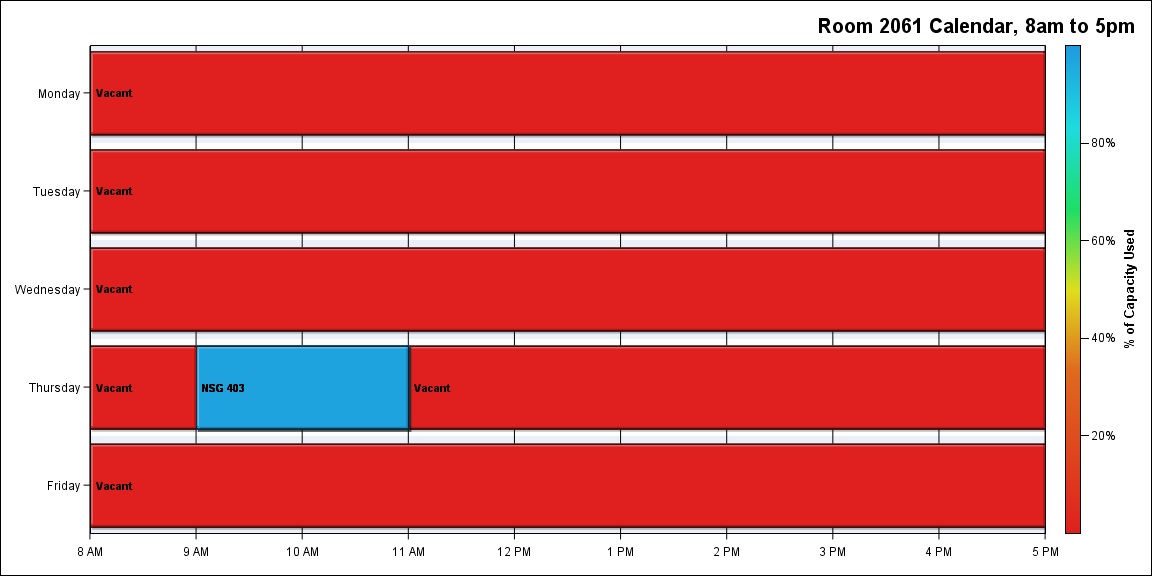 Room 2061 Calendar, 8am to 5pm
Monday
Vacant
80%
Tuesday
Vacant
60%
% of Capacity Used
Wednesday
Vacant
40%
Thursday
Vacant
NSG 403
Vacant
20%
Friday
Vacant
8 AM 9 AM 10 AM 11 AM 12 PM 1 PM 2 PM 3 PM 4 PM 5 PM